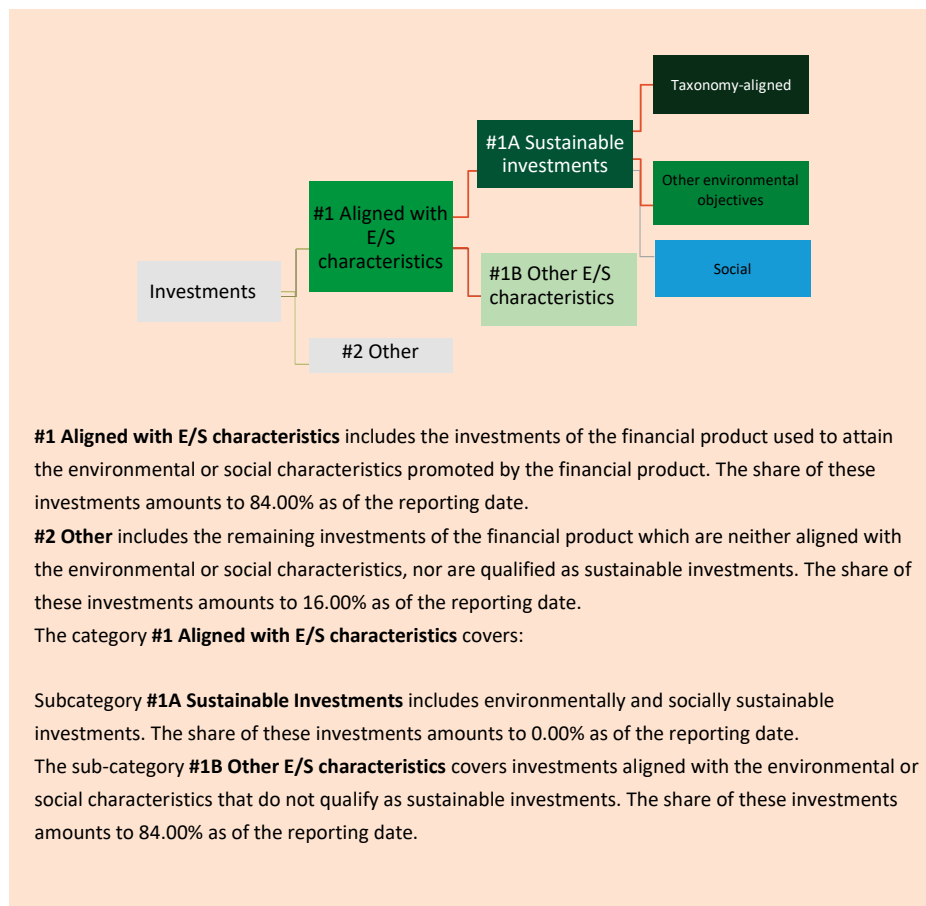 Taxonomy-aligned
#1A Sustainable
investments
Other environmental
objectives
#1 Aligned with
E/S
characteristics
Social
#1B Other E/S
characteristics
Investments
#2 Other
#1 Aligned with E/S characteristics includes the investments of the financial product used to attain
the environmental or social characteristics promoted by the financial product. The share of these
investments amounts to 84.00% as of the reporting date.
#2 Other includes the remaining investments of the financial product which are neither aligned with
the environmental or social characteristics, nor are qualified as sustainable investments. The share of
these investments amounts to 16.00% as of the reporting date.
The category #1 Aligned with E/S characteristics covers:
Subcategory #1A Sustainable Investments includes environmentally and socially sustainable
investments. The share of these investments amounts to 0.00% as of the reporting date.
The sub-category #1B Other E/S characteristics covers investments aligned with the environmental or
social characteristics that do not qualify as sustainable investments. The share of these investments
amounts to 84.00% as of the reporting date.